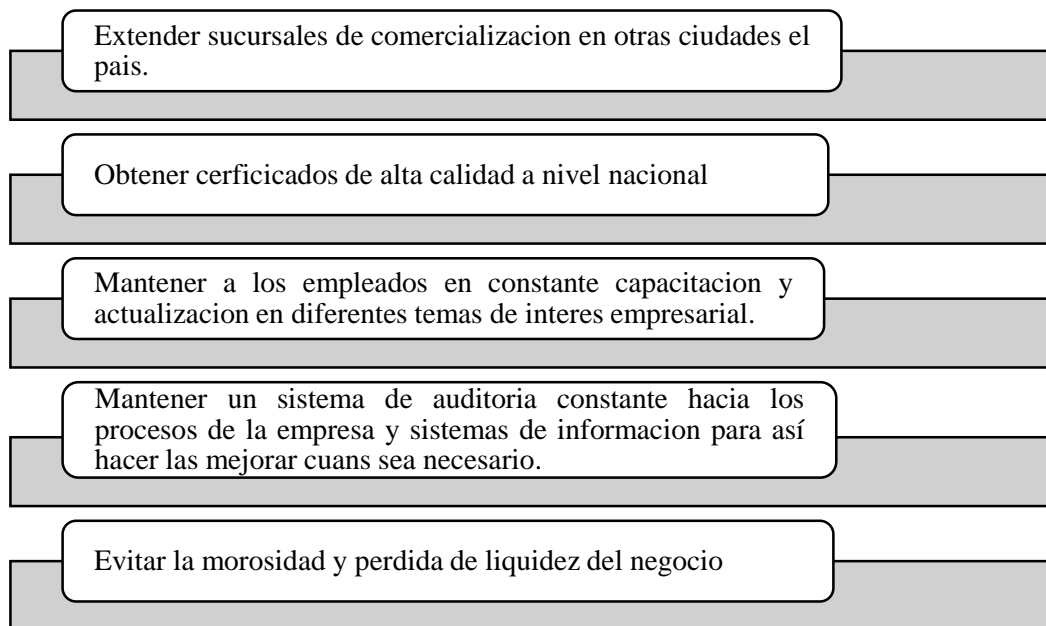 Extender sucursales de comercializacion en otras ciudades el
pais.
Obtener cerficicados de alta calidad a nivel nacional
Mantener a los empleados en constante capacitacion y
actualizacion en diferentes temas de interes empresarial.
Mantener un sistema de auditoria constante hacia los
procesos de la empresa y sistemas de informacion para así
hacer las mejorar cuans sea necesario.
Evitar la morosidad y perdida de liquidez del negocio